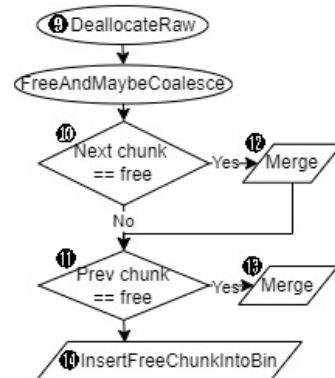 ❾DeallocateRaw
FreeAndMaybeCoalesce
❿
Next chunk
== free
Yes
⓬
Merge
No
⓫
Prev chunk
== free
Yes
⓭
Merge
⓮InsertFreeChunkIntoBin